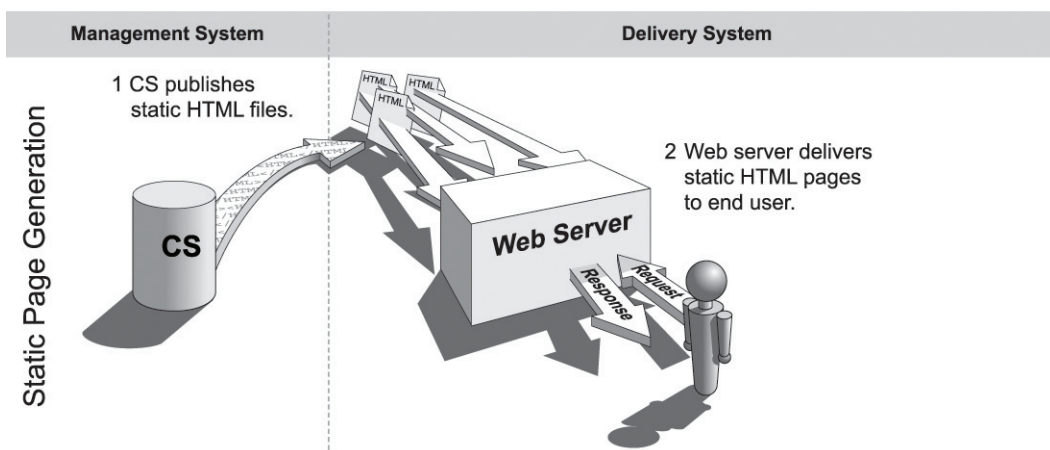 Management System
Delivery System
Static Page Generation
1 CS publishes
static HTML files.
HTML
HTML
HTML
2 Web server delivers
static HTML pages
to end user.
CS
Web Server
Response
Request